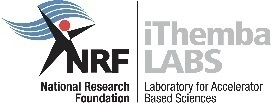 NRF
National Research
Foundation
iThemba
LABS
Laboratory for Accelerator
Based Sciences